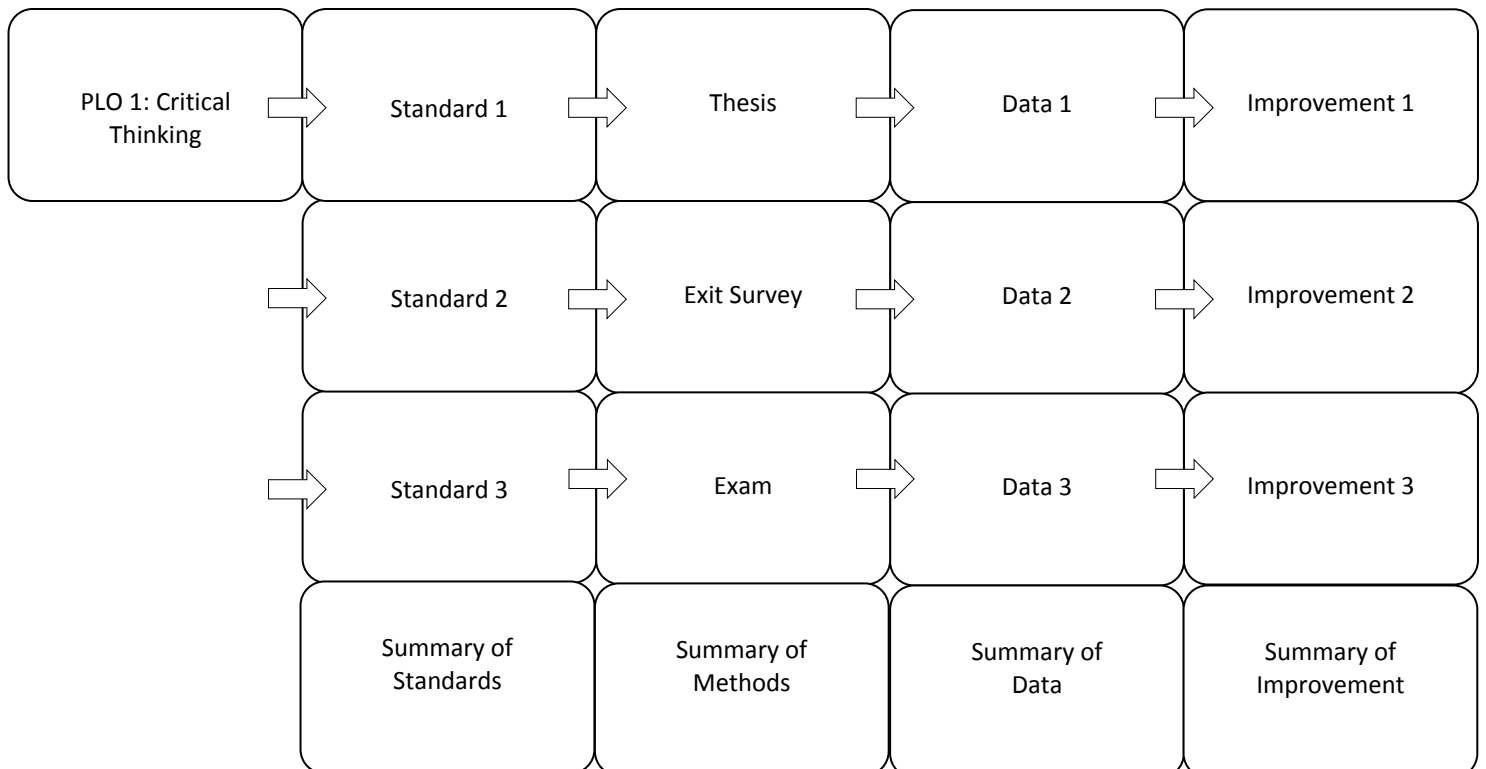 PLO 1: Critical
Thinking
Standard 1
Thesis
Data 1
Improvement 1
Standard 2
Exit Survey
Data 2
Improvement 2
Standard 3
Exam
Data 3
Improvement 3
Summary of
Standards
Summary of
Methods
Summary of
Data
Summary of
Improvement